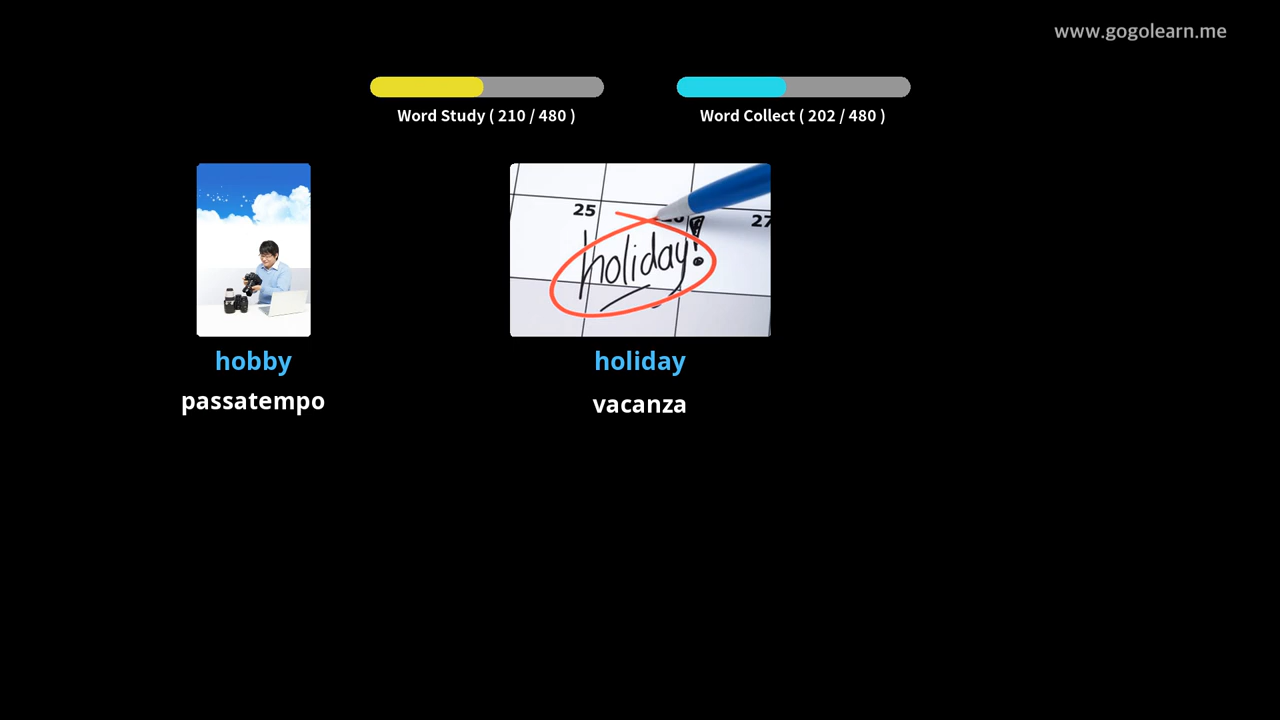 www.gogolearn.me
Word Study ( 210 / 480 )
Word Collect ( 202 / 480 )
25
27
holiday!
hobby
holiday
passatempo
vacanza